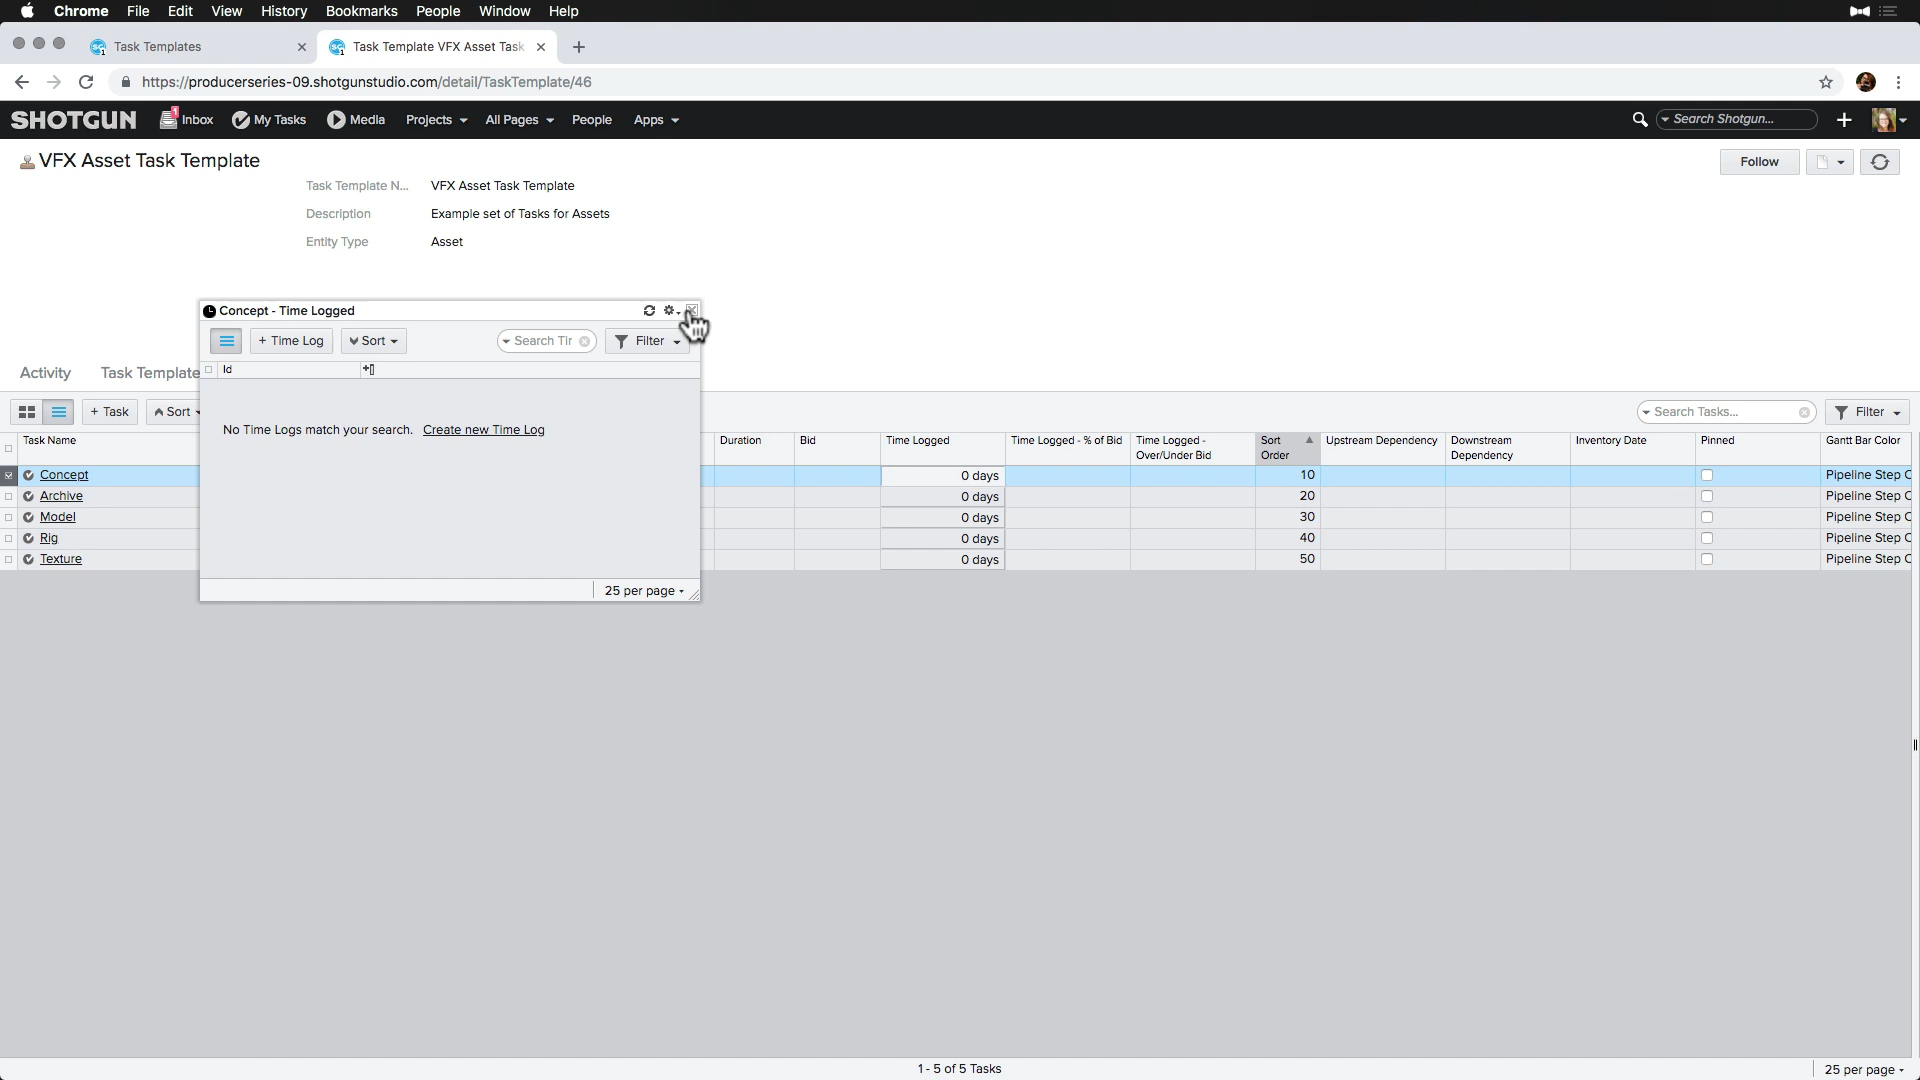 Chrome File Edit View History Bookmarks People Window Help
Task Templates
Task Template VFX Asset Task
https://producerseries-09.shotgunstudio.com/detail/TaskTemplate/46
SHOTGUN 1 Inbox My Tasks Media Projects All Pages People Apps Search Shotgun...
VFX Asset Task Template
Follow
Task Template N... VFX Asset Task Template
Description Example set of Tasks for Assets
Entity Type Asset
Concept - Time Logged
+ Time Log Sort Search Tir Filter
Id
No Time Logs match your search. Create new Time Log
25 per page
Activity Task Template
+ Task Sort Search Tasks... Filter
Task Name Duration Bid Time Logged Time Logged - % of Bid Time Logged - Over/Under Bid Sort Order Upstream Dependency Downstream Dependency Inventory Date Pinned Gantt Bar Color
Concept 0 days 10 Pipeline Step C
Archive 0 days 20 Pipeline Step C
Model 0 days 30 Pipeline Step C
Rig 0 days 40 Pipeline Step C
Texture 0 days 50 Pipeline Step C
1 - 5 of 5 Tasks
25 per page